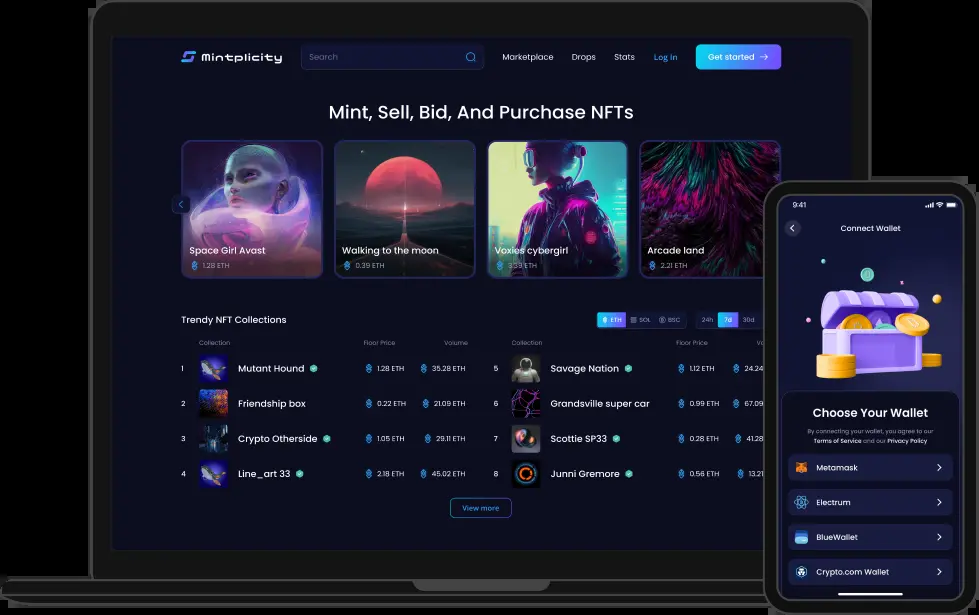 Mintplicity
Search
Marketplace Drops Stats Log In Get started
Mint, Sell, Bid, And Purchase NFTs
Space Girl Avast
1.28 ETH
Walking to the moon
0.39 ETH
Voxies cybergirl
3.39 ETH
Arcade land
2.21 ETH
Trendy NFT Collections
ETH SOL BSC 24h 7d 30d
Collection Floor Price Volume Collection Floor Price
1 Mutant Hound 1.28 ETH 35.28 ETH
2 Friendship box 0.22 ETH 21.09 ETH
3 Crypto Otherside 1.05 ETH 29.11 ETH
4 Line_art 33 2.18 ETH 45.02 ETH
5 Savage Nation 1.12 ETH 24.24
6 Grandsville super car 0.99 ETH 67.09
7 Scottie SP33 0.28 ETH 41.28
8 Junni Gremore 0.56 ETH 13.21
View more
9:41
Connect Wallet
Choose Your Wallet
By connecting your wallet, you agree to our
Terms of Service and our Privacy Policy
Metamask
Electrum
BlueWallet
Crypto.com Wallet